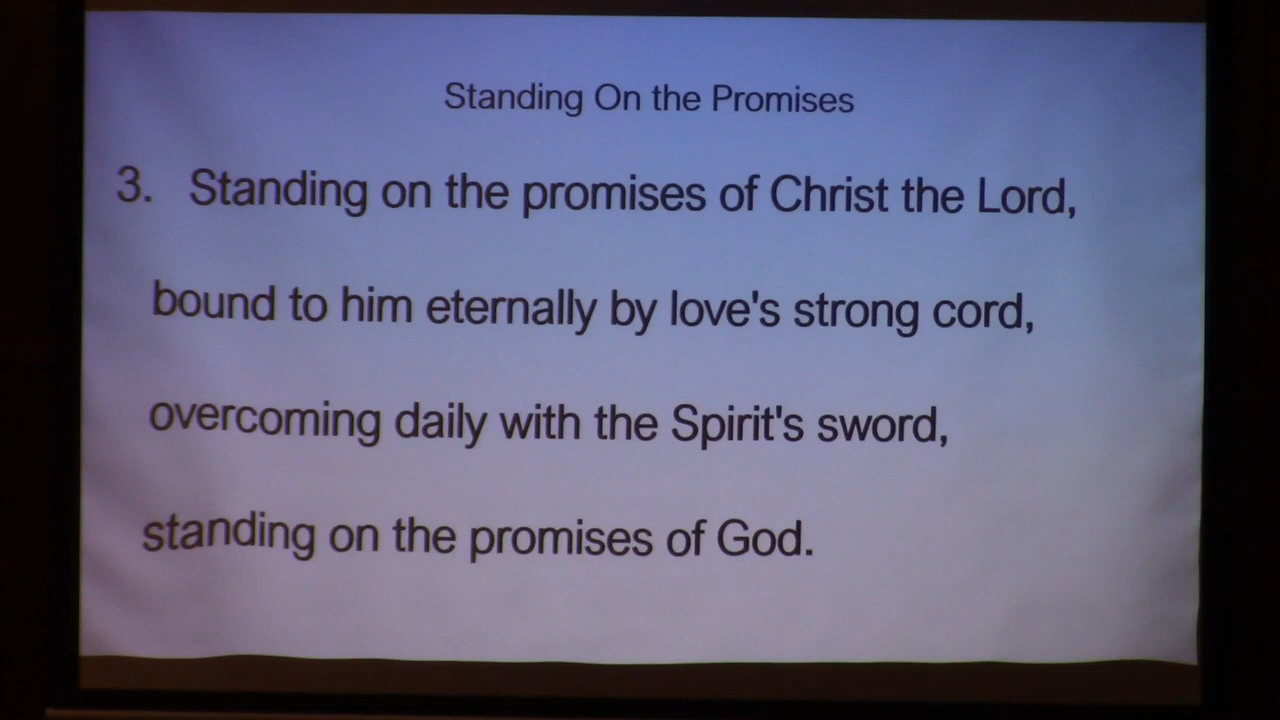 Standing On the Promises
3. Standing on the promises of Christ the Lord,
bound to him eternally by love's strong cord,
overcoming daily with the Spirit's sword,
standing on the promises of God.